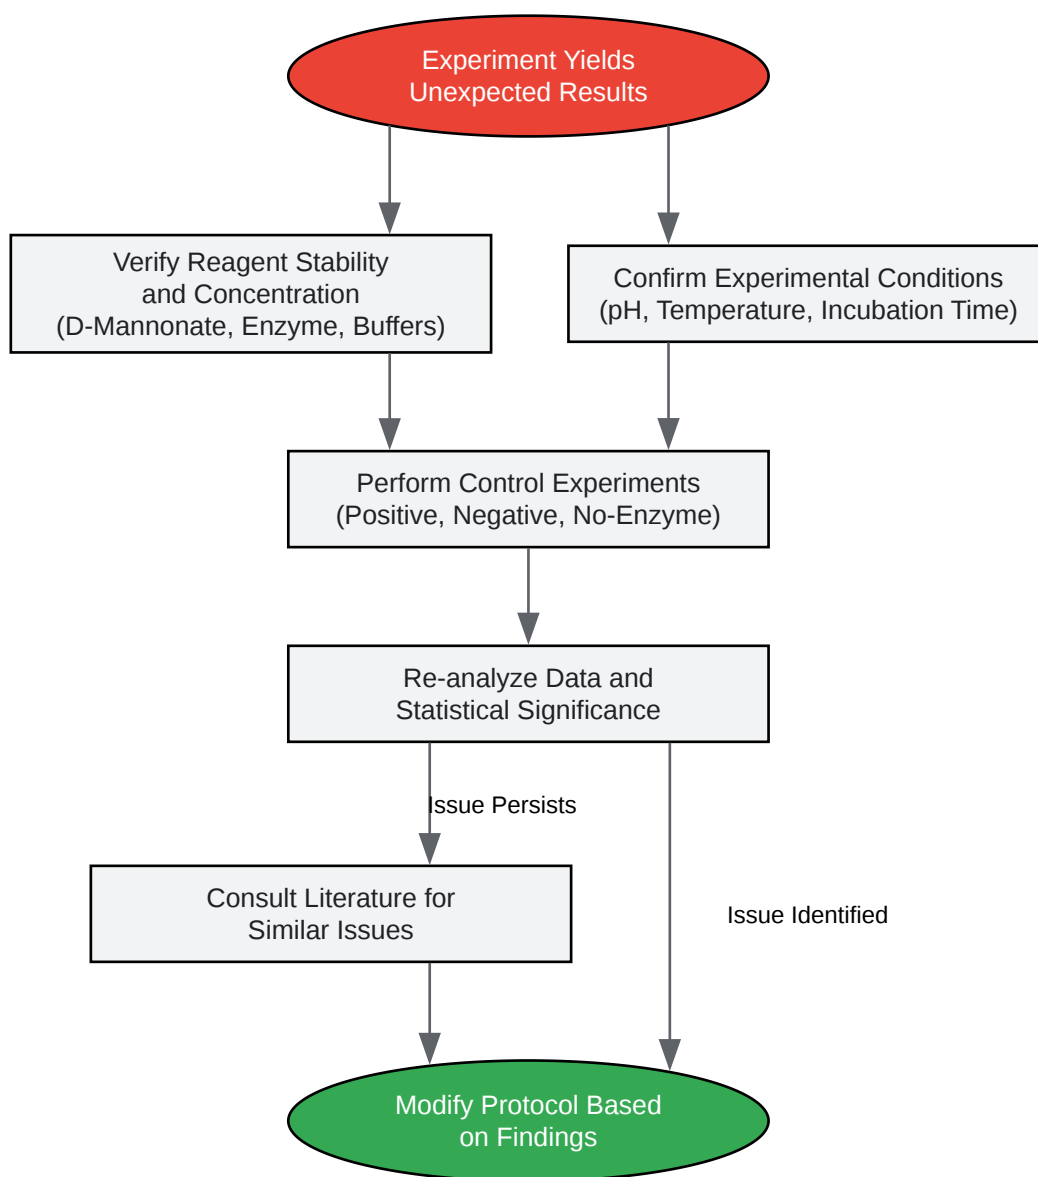 Experiment Yields
Unexpected Results
Verify Reagent Stability
and Concentration
(D-Mannonate, Enzyme, Buffers)
Confirm Experimental Conditions
(pH, Temperature, Incubation Time)
Perform Control Experiments
(Positive, Negative, No-Enzyme)
Re-analyze Data and
Statistical Significance
Issue Persists
Consult Literature for
Similar Issues
Issue Identified
Modify Protocol Based
on Findings